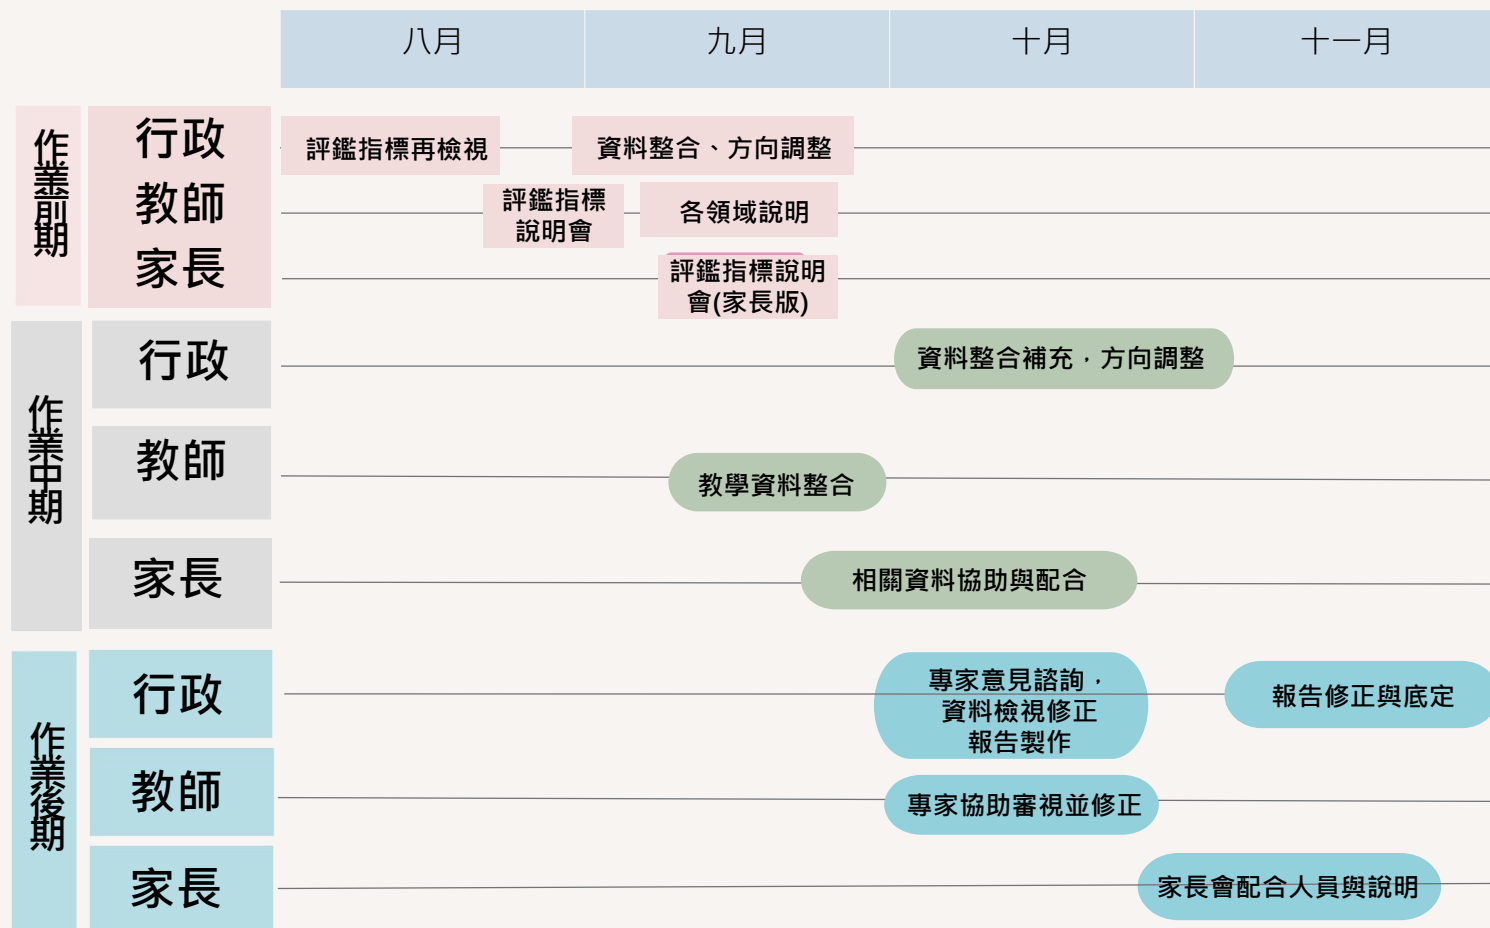 八月
九月
十月
十一月
作業前期
行政
評鑑指標再檢視
資料整合、方向調整
教師
評鑑指標
說明會
各領域說明
家長
評鑑指標說明
會(家長版)
作業中期
行政
資料整合補充，方向調整
教師
教學資料整合
家長
相關資料協助與配合
作業後期
行政
專家意見諮詢，
資料檢視修正
報告製作
報告修正與底定
教師
專家協助審視並修正
家長
家長會配合人員與說明